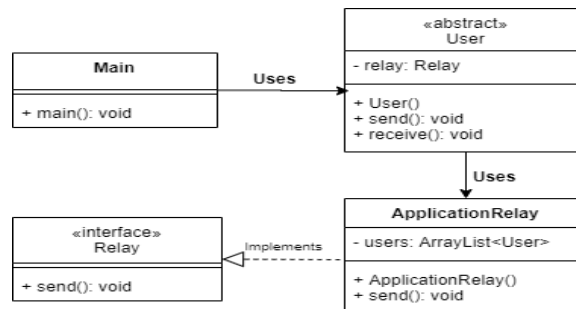 Main
+ main(): void
Uses
«abstract»
User
- relay: Relay
+ User()
+ send(): void
+ receive(): void
Uses
«interface»
Relay
+ send(): void
Implements
ApplicationRelay
- users: ArrayList<User>
+ ApplicationRelay()
+ send(): void